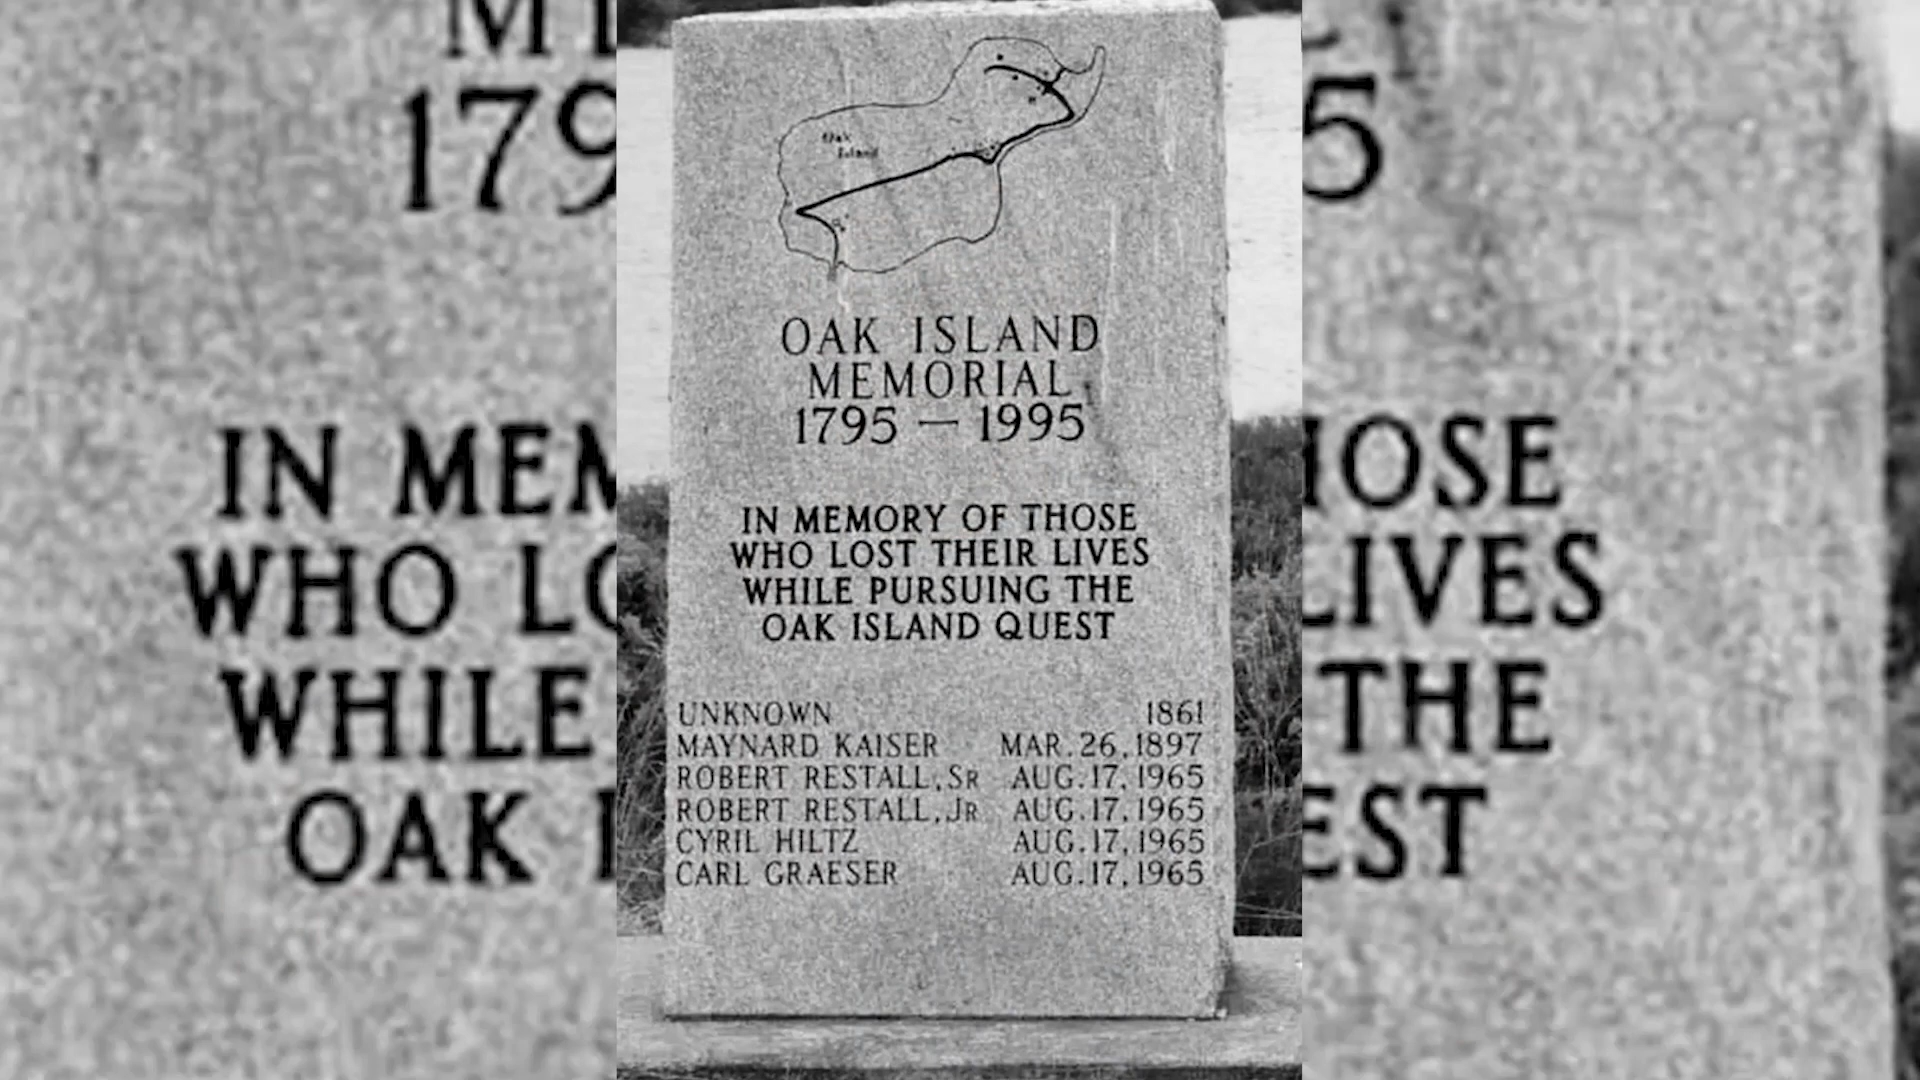 Oak
Island
OAK ISLAND
MEMORIAL
1795 — 1995
IN MEMORY OF THOSE
WHO LOST THEIR LIVES
WHILE PURSUING THE
OAK ISLAND QUEST
UNKNOWN 1861
MAYNARD KAISER MAR.26,1897
ROBERT RESTALL,SR AUG.17,1965
ROBERT RESTALL,JR AUG.17,1965
CYRIL HILTZ AUG.17,1965
CARL GRAESER AUG.17,1965